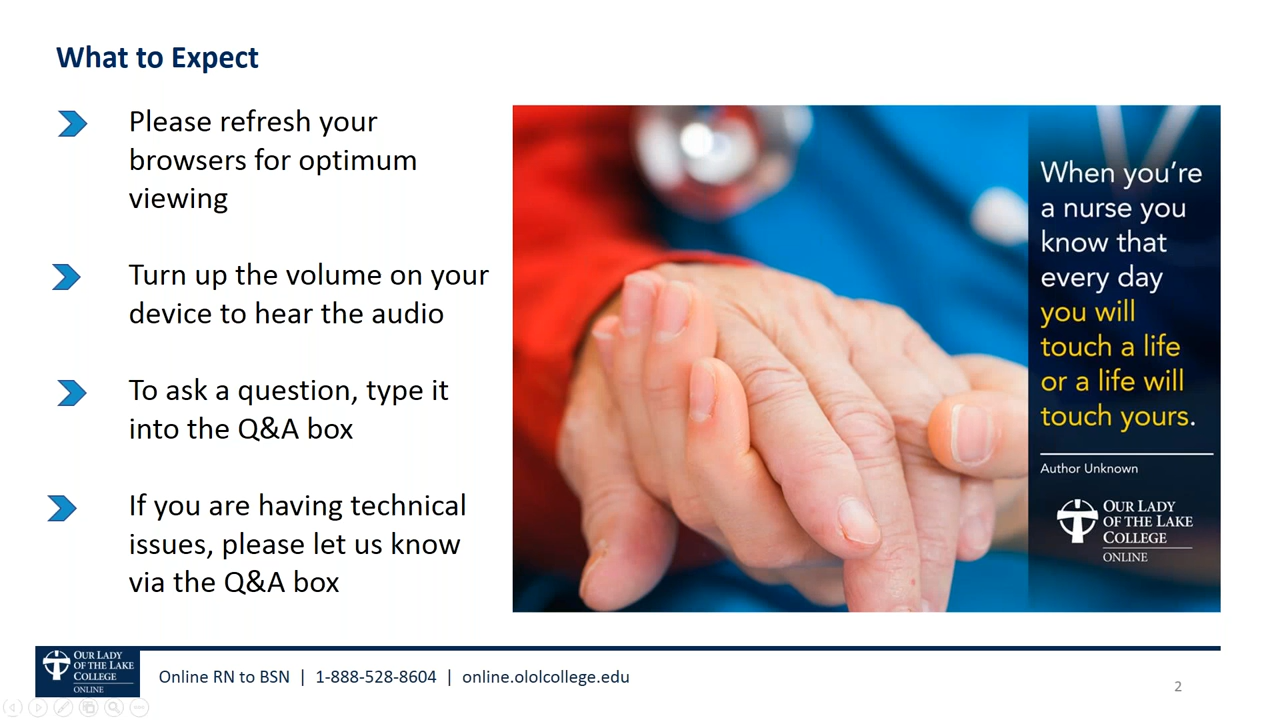 What to Expect
Please refresh your
browsers for optimum
viewing
Turn up the volume on your
device to hear the audio
To ask a question, type it
into the Q&A box
If you are having technical
issues, please let us know
via the Q&A box
When you're
a nurse you
know that
every day
you will
touch a life
or a life will
touch yours.
Author Unknown
OUR LADY
OF THE LAKE
COLLEGE
ONLINE
OUR LADY
OF THE LAKE
COLLEGE
ONLINE
Online RN to BSN | 1-888-528-8604 | online.ololcollege.edu
2